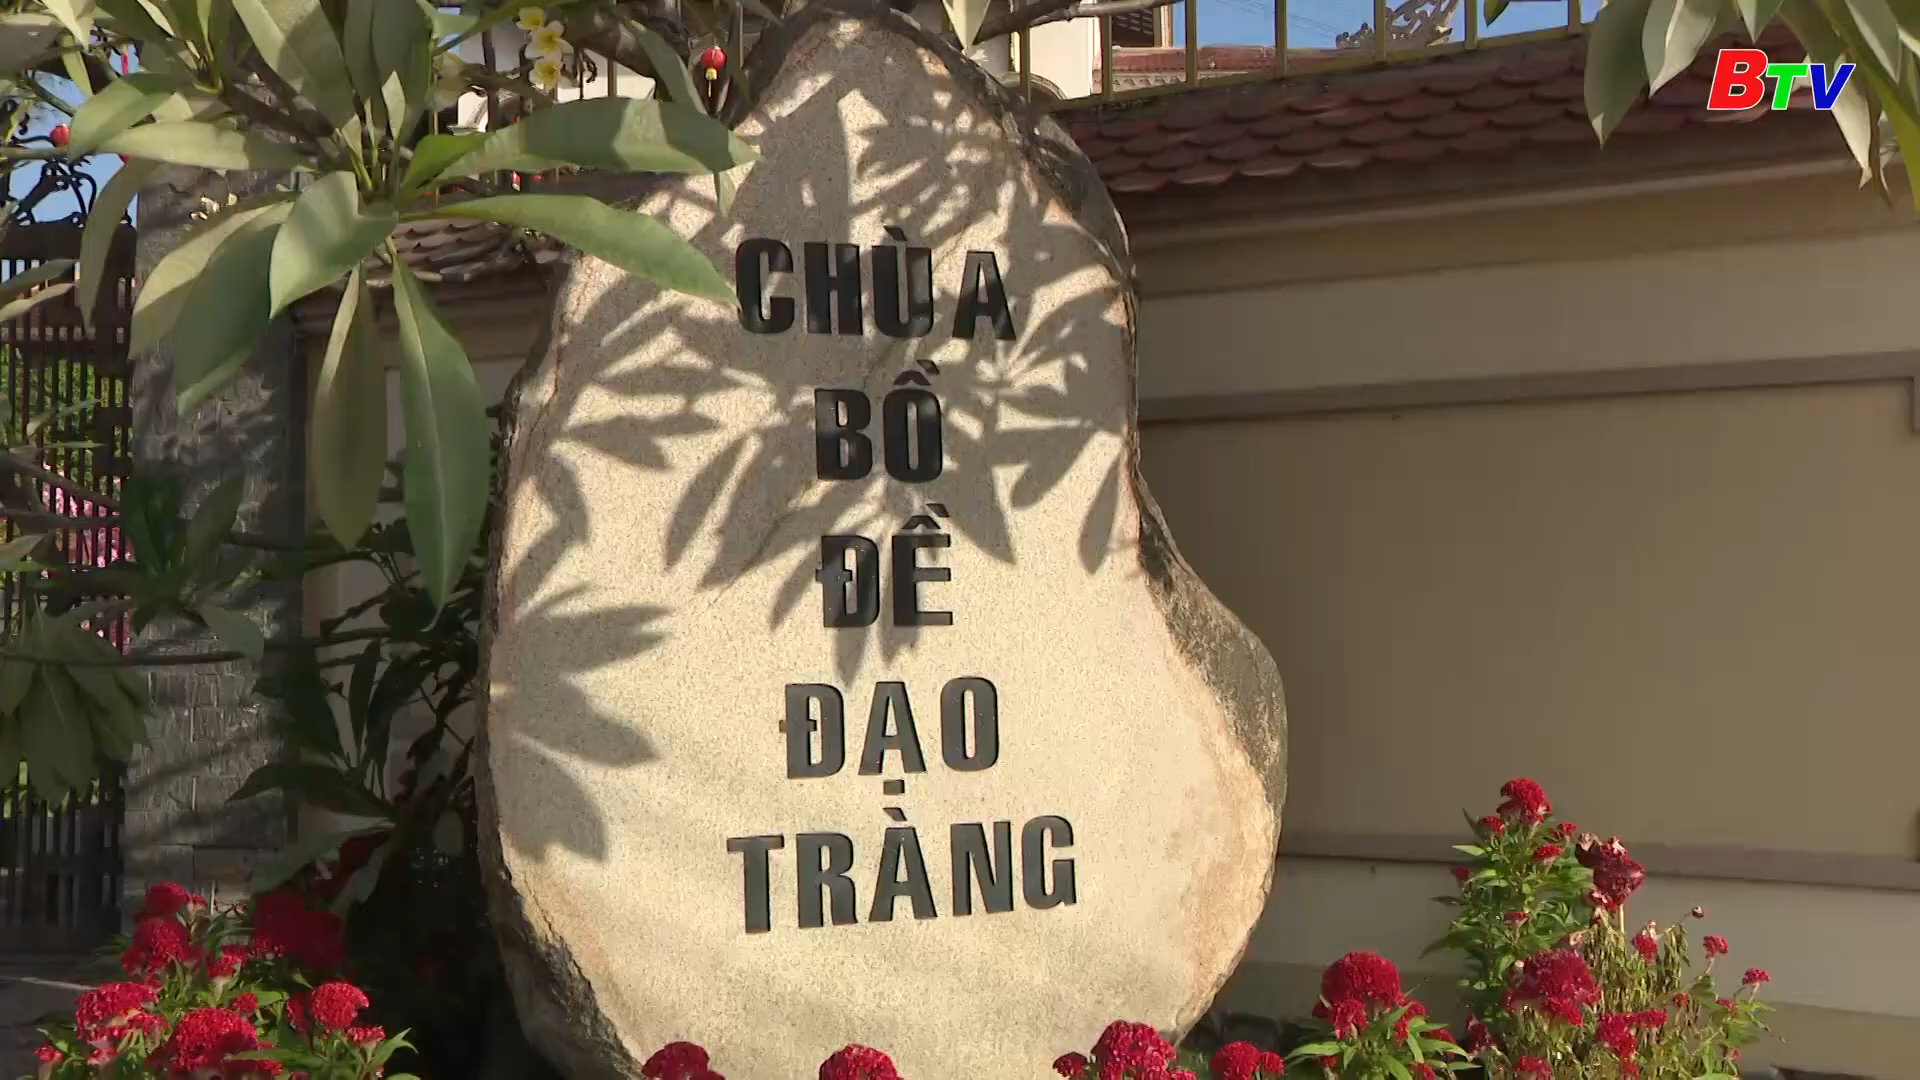 BTV
CHÙA
BỒ
ĐỀ
ĐẠO
TRÀNG